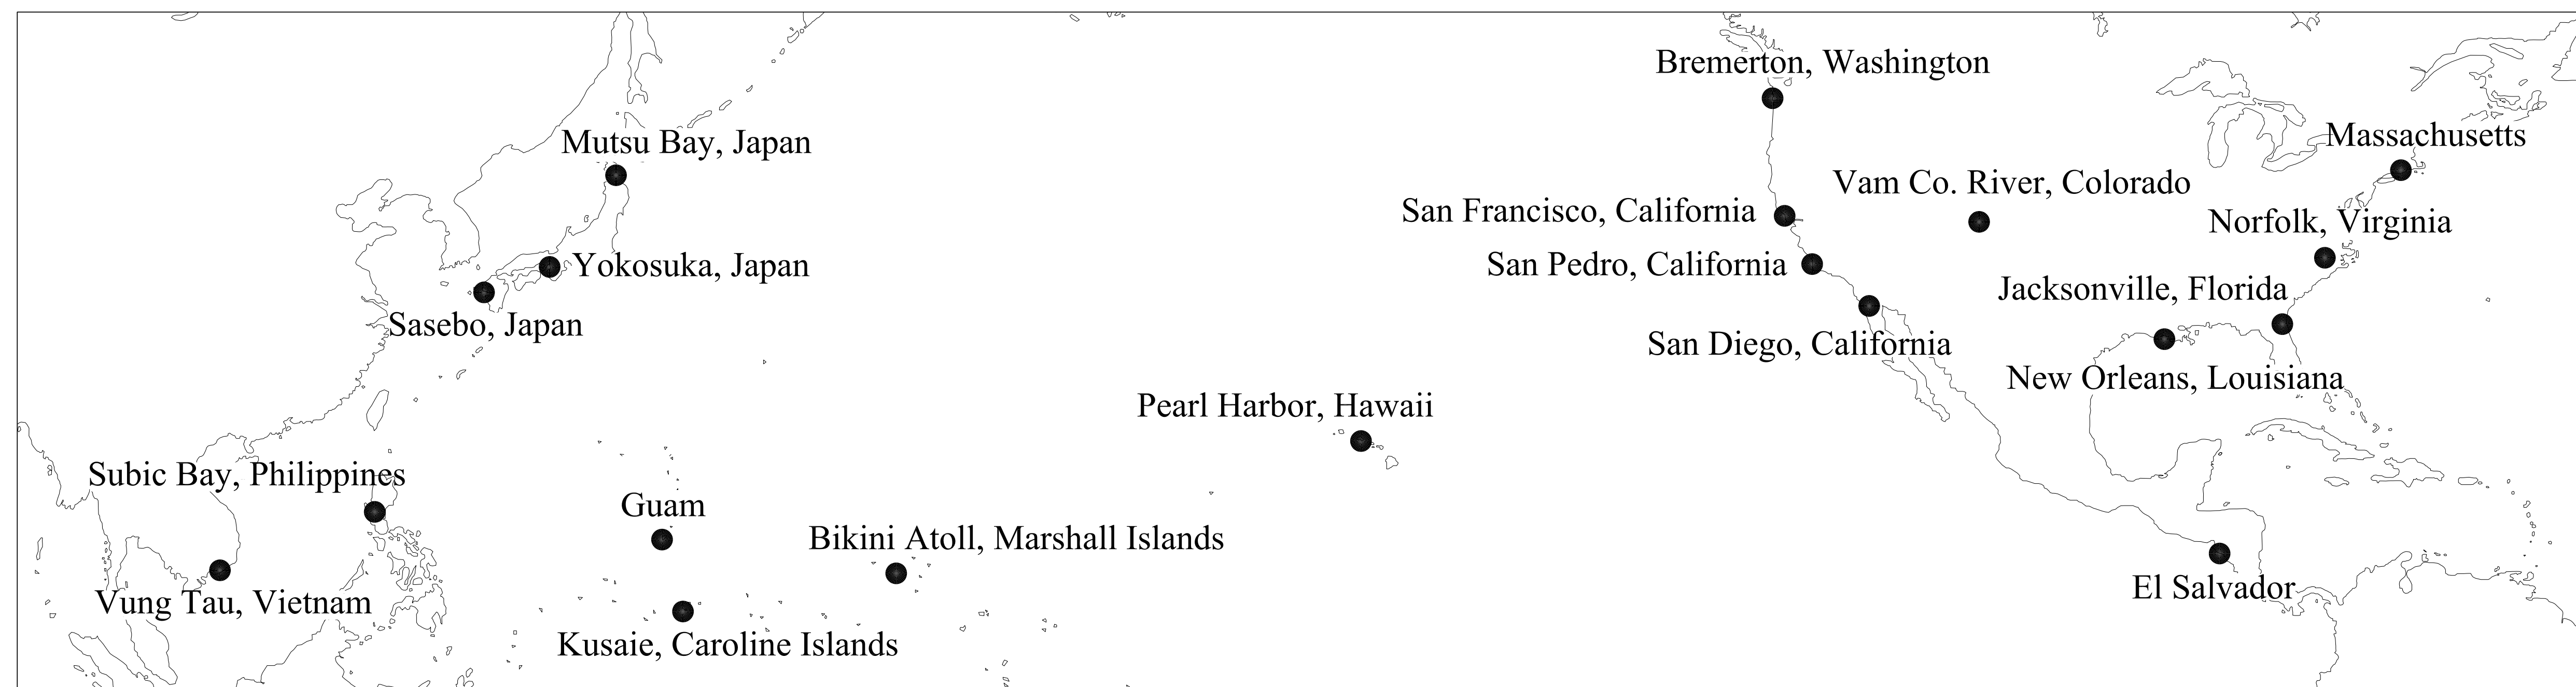 Bremerton, Washington
Mutsu Bay, Japan
Massachusetts
Vam Co. River, Colorado
San Francisco, California
Norfolk, Virginia
Yokosuka, Japan
San Pedro, California
Jacksonville, Florida
Sasebo, Japan
San Diego, California
New Orleans, Louisiana
Pearl Harbor, Hawaii
Subic Bay, Philippines
Guam
Bikini Atoll, Marshall Islands
El Salvador
Vung Tau, Vietnam
Kusaie, Caroline Islands